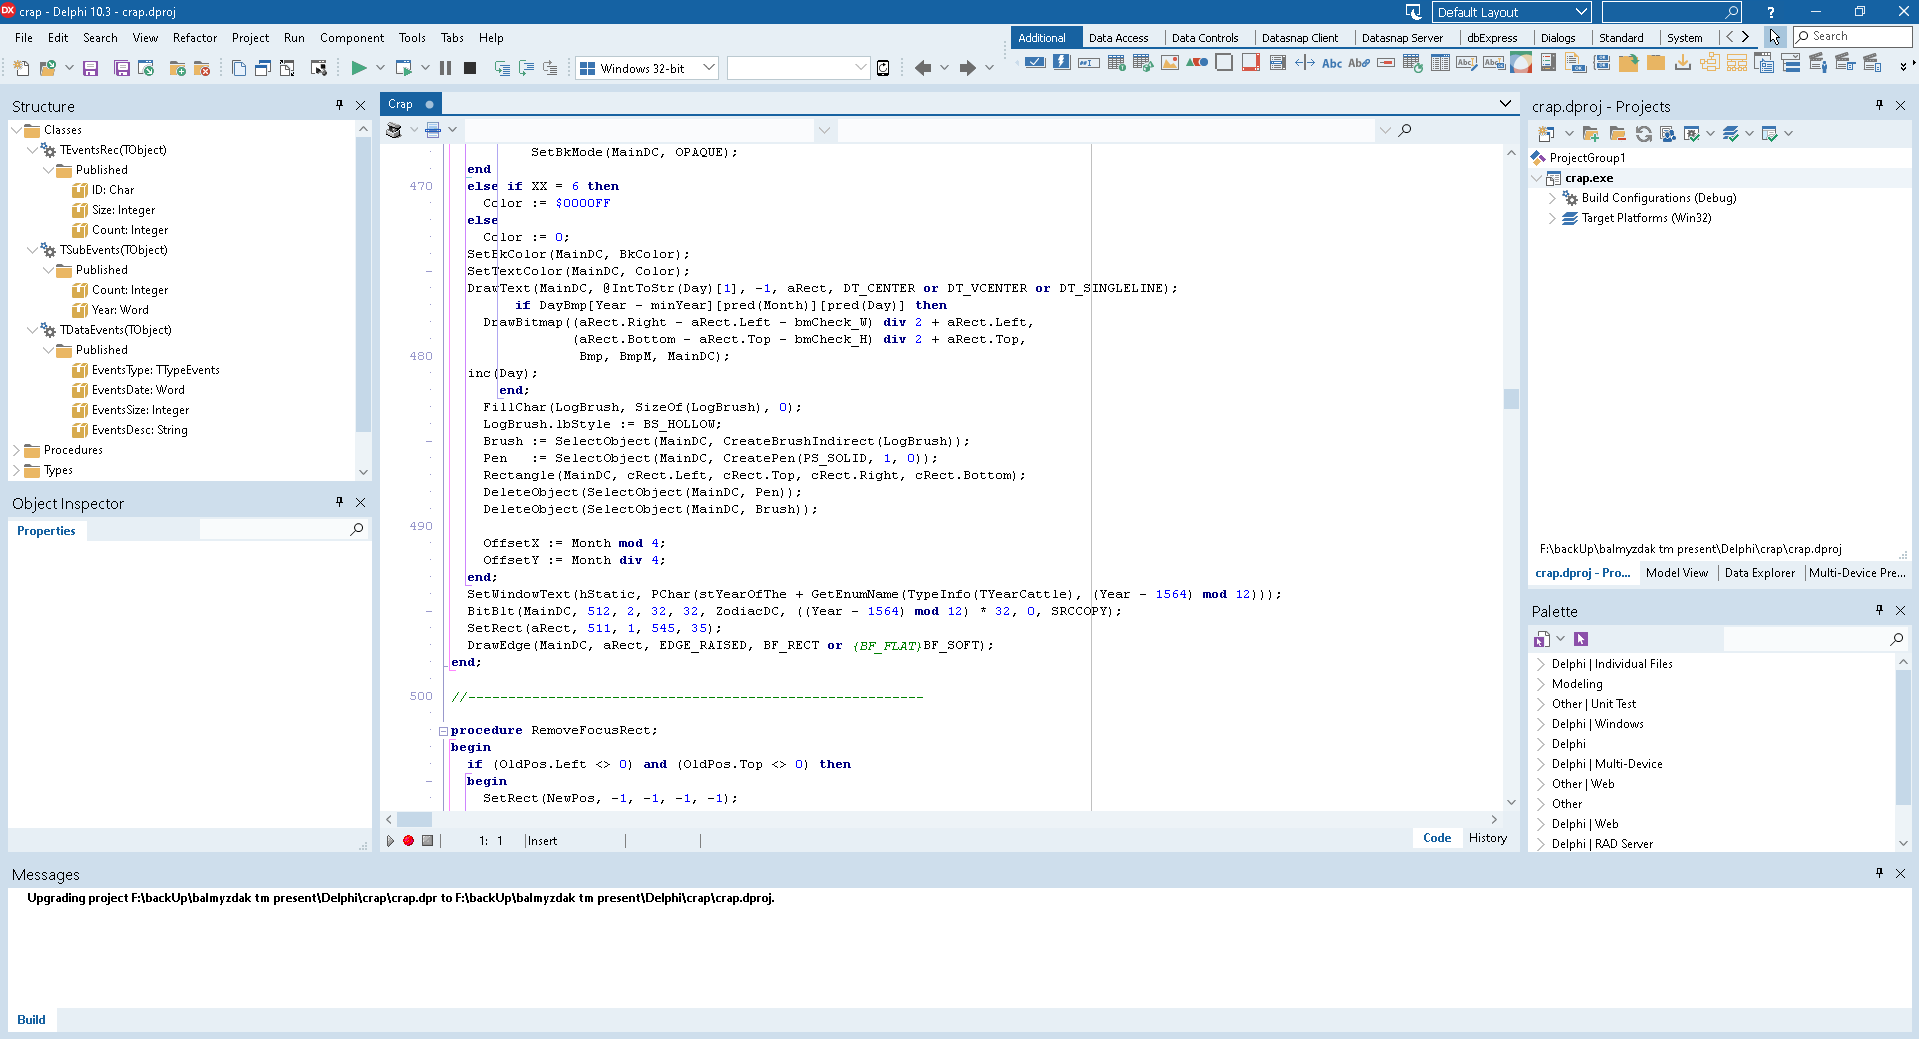 crap - Delphi 10.3 - crap.dproj
Default Layout
?
File Edit Search View Refactor Project Run Component Tools Tabs Help
Additional Data Access Data Controls Datasnap Client Datasnap Server dbExpress Dialogs Standard System
Search
Windows 32-bit
Structure
Classes
TEventsRec(TObject)
Published
ID: Char
Size: Integer
Count: Integer
TSubEvents(TObject)
Published
Count: Integer
Year: Word
TDataEvents(TObject)
Published
EventsType: TTypeEvents
EventsDate: Word
EventsSize: Integer
EventsDesc: String
Procedures
Types
Object Inspector
Properties
Crap
SetBkMode(MainDC, OPAQUE);
end
470 else if XX = 6 then
Color := $0000FF
else
Color := 0;
SetBkColor(MainDC, BkColor);
SetTextColor(MainDC, Color);
DrawText(MainDC, @IntToStr(Day)[1], -1, aRect, DT_CENTER or DT_VCENTER or DT_SINGLELINE);
if DayBmp[Year - minYear][pred(Month)][pred(Day)] then
DrawBitmap((aRect.Right - aRect.Left - bmCheck_W) div 2 + aRect.Left,
(aRect.Bottom - aRect.Top - bmCheck_H) div 2 + aRect.Top,
480 Bmp, BmpM, MainDC);
inc(Day);
end;
FillChar(LogBrush, SizeOf(LogBrush), 0);
LogBrush.lbStyle := BS_HOLLOW;
Brush := SelectObject(MainDC, CreateBrushIndirect(LogBrush));
Pen := SelectObject(MainDC, CreatePen(PS_SOLID, 1, 0));
Rectangle(MainDC, cRect.Left, cRect.Top, cRect.Right, cRect.Bottom);
DeleteObject(SelectObject(MainDC, Pen));
DeleteObject(SelectObject(MainDC, Brush));
490
OffsetX := Month mod 4;
OffsetY := Month div 4;
end;
SetWindowText(hStatic, PChar(stYearOfThe + GetEnumName(TypeInfo(TYearCattle), (Year - 1564) mod 12)));
BitBlt(MainDC, 512, 2, 32, 32, ZodiacDC, ((Year - 1564) mod 12) * 32, 0, SRCCOPY);
SetRect(aRect, 511, 1, 545, 35);
DrawEdge(MainDC, aRect, EDGE_RAISED, BF_RECT or {BF_FLAT}BF_SOFT);
end;
500 //---------------------------------------------------------
procedure RemoveFocusRect;
begin
if (OldPos.Left <> 0) and (OldPos.Top <> 0) then
begin
SetRect(NewPos, -1, -1, -1, -1);
1: 1 Insert
Code History
crap.dproj - Projects
ProjectGroup1
crap.exe
Build Configurations (Debug)
Target Platforms (Win32)
F:\backUp\balmyzdak tm present\Delphi\crap\crap.dproj
crap.dproj - Pro... Model View Data Explorer Multi-Device Pre...
Palette
Delphi | Individual Files
Modeling
Other | Unit Test
Delphi | Windows
Delphi
Delphi | Multi-Device
Other | Web
Other
Delphi | Web
Delphi | RAD Server
Messages
Upgrading project F:\backUp\balmyzdak tm present\Delphi\crap\crap.dpr to F:\backUp\balmyzdak tm present\Delphi\crap\crap.dproj.
Build